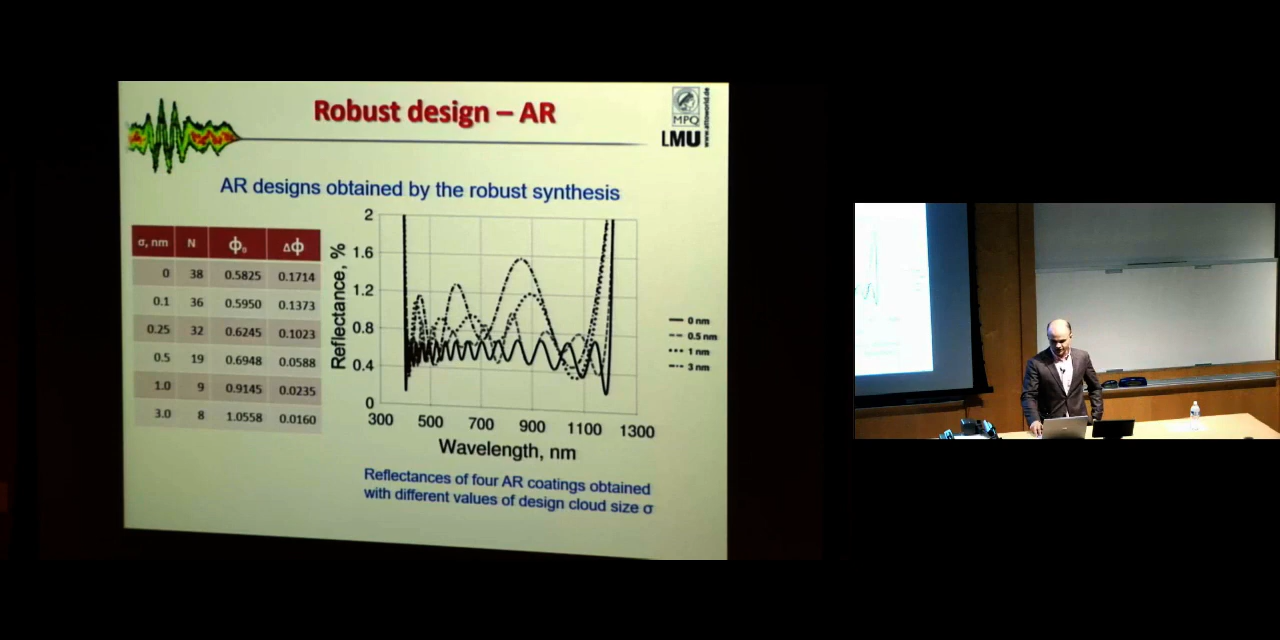 Robust design – AR
MPQ
LMU
www.attoworld.de
AR designs obtained by the robust synthesis
σ, nm N ϕ₀ Δϕ
0 38 0.5825 0.1714
0.1 36 0.5950 0.1373
0.25 32 0.6245 0.1023
0.5 19 0.6948 0.0588
1.0 9 0.9145 0.0235
3.0 8 1.0558 0.0160
Reflectance, %
2
1.6
1.2
0.8
0.4
0
300 500 700 900 1100 1300
Wavelength, nm
0 nm
0.5 nm
1 nm
3 nm
Reflectances of four AR coatings obtained
with different values of design cloud size σ